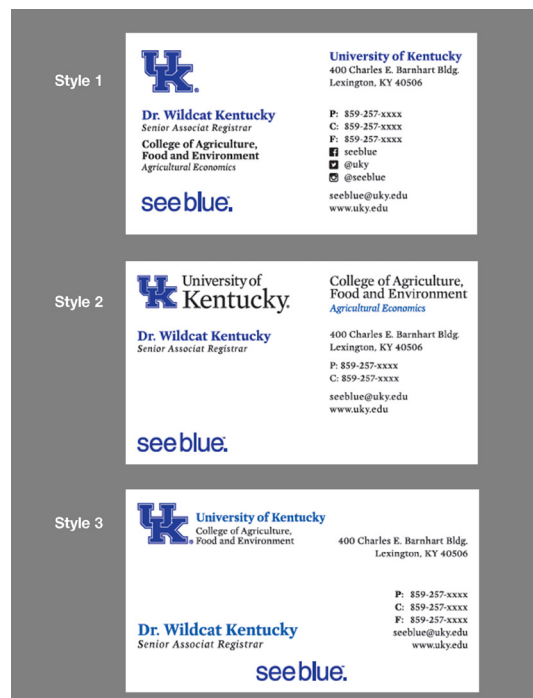 Style 1
UK
Dr. Wildcat Kentucky
Senior Associat Registrar
College of Agriculture,
Food and Environment
Agricultural Economics
see blue.
University of Kentucky
400 Charles E. Barnhart Bldg.
Lexington, KY 40506
P: 859-257-xxxx
C: 859-257-xxxx
F: 859-257-xxxx
seeblue
@uky
@seeblue
seeblue@uky.edu
www.uky.edu
Style 2
UK
University of
Kentucky.
Dr. Wildcat Kentucky
Senior Associat Registrar
see blue.
College of Agriculture,
Food and Environment
Agricultural Economics
400 Charles E. Barnhart Bldg.
Lexington, KY 40506
P: 859-257-xxxx
C: 859-257-xxxx
seeblue@uky.edu
www.uky.edu
Style 3
UK
University of Kentucky
College of Agriculture,
Food and Environment
400 Charles E. Barnhart Bldg.
Lexington, KY 40506
P: 859-257-xxxx
C: 859-257-xxxx
F: 859-257-xxxx
seeblue@uky.edu
www.uky.edu
Dr. Wildcat Kentucky
Senior Associat Registrar
see blue.